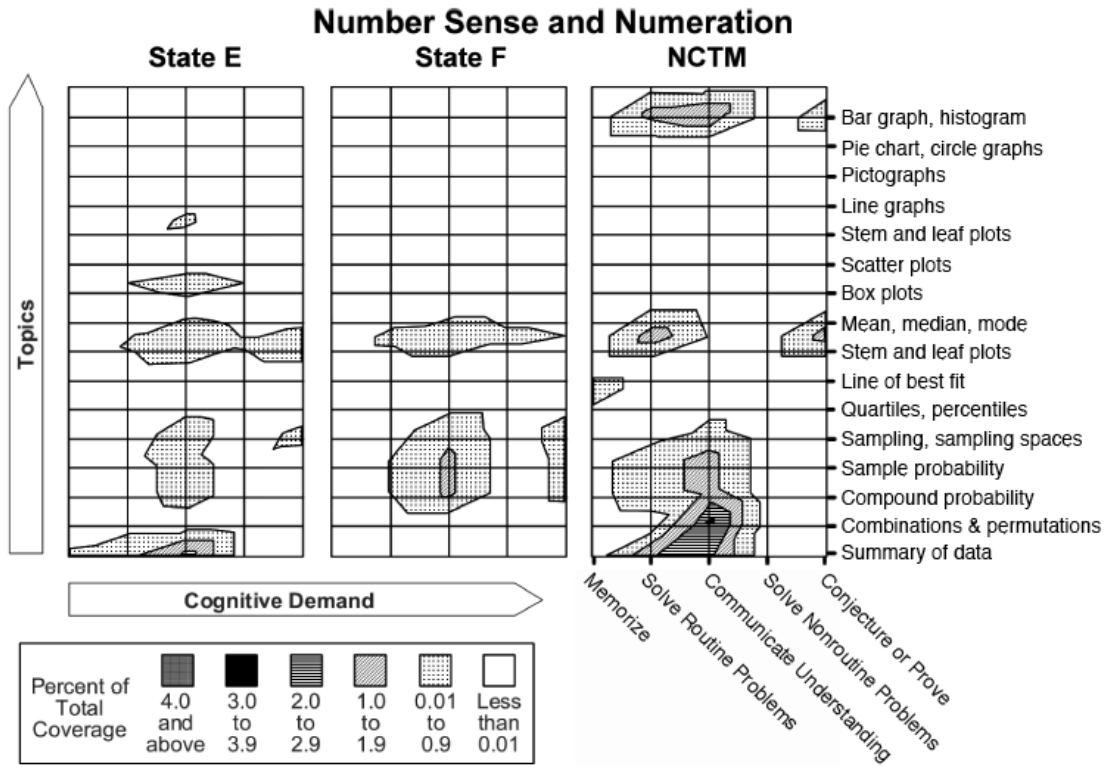 Number Sense and Numeration
State E
State F
NCTM
Topics
Bar graph, histogram
Pie chart, circle graphs
Pictographs
Line graphs
Stem and leaf plots
Scatter plots
Box plots
Mean, median, mode
Stem and leaf plots
Line of best fit
Quartiles, percentiles
Sampling, sampling spaces
Sample probability
Compound probability
Combinations & permutations
Summary of data
Cognitive Demand
Memorize
Solve Routine Problems
Communicate Understanding
Solve Nonroutine Problems
Conjecture or Prove
Percent of
Total
Coverage
4.0
and
above
3.0
to
3.9
2.0
to
2.9
1.0
to
1.9
0.01
to
0.9
Less
than
0.01